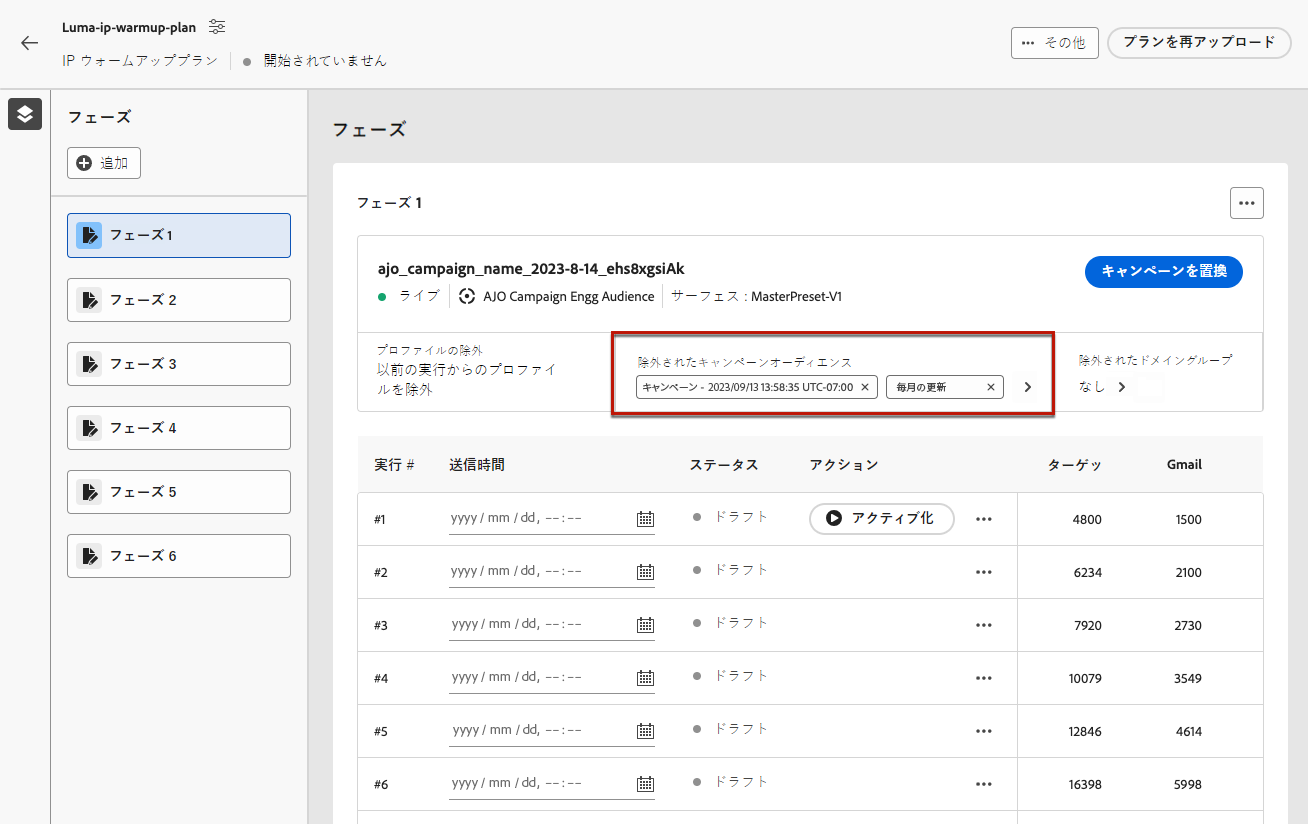 Luma-ip-warmup-plan
IP ウォームアッププラン
開始されていません
その他
プランを再アップロード
フェーズ
追加
フェーズ1
フェーズ 2
フェーズ 3
フェーズ 4
フェーズ 5
フェーズ 6
フェーズ
フェーズ 1
ajo_campaign_name_2023-8-14_ehs8xgsiAk
ライブ AJO Campaign Engg Audience サーフェス : MasterPreset-V1
キャンペーンを置換
プロファイルの除外
以前の実行からのプロファイ
ルを除外
除外されたキャンペーンオーディエンス
キャンペーン - 2023/09/13 13:58:35 UTC-07:00
毎月の更新
除外されたドメイングループ
なし
実行 # 送信時間 ステータス アクション ターゲッ Gmail
#1 yyyy / mm / dd, --:-- ドラフト アクティブ化 4800 1500
#2 yyyy / mm / dd, --:-- ドラフト 6234 2100
#3 yyyy / mm / dd, --:-- ドラフト 7920 2730
#4 yyyy / mm / dd, --:-- ドラフト 10079 3549
#5 yyyy / mm / dd, --:-- ドラフト 12846 4614
#6 yyyy / mm / dd, --:-- ドラフト 16398 5998